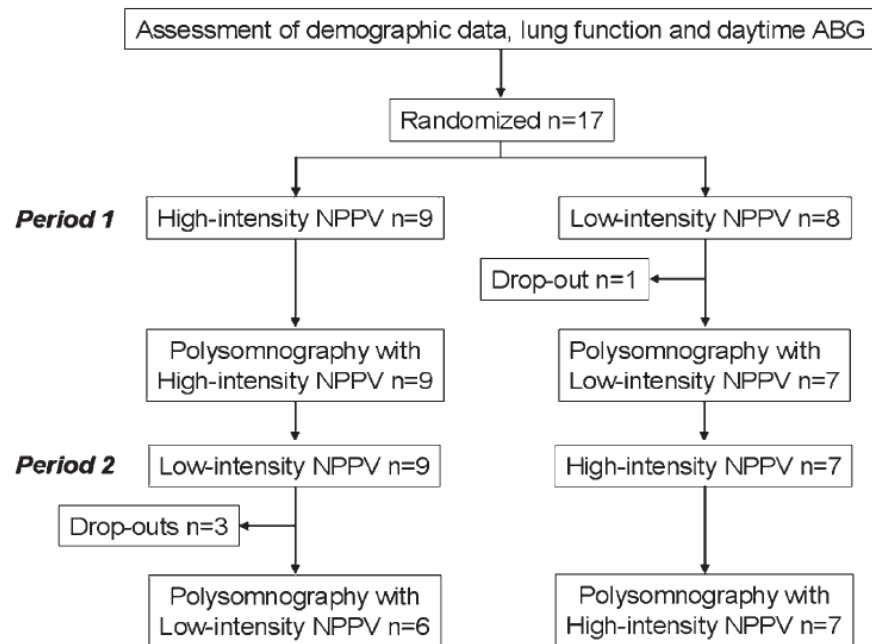 Assessment of demographic data, lung function and daytime ABG
Randomized n=17
Period 1
High-intensity NPPV n=9
Low-intensity NPPV n=8
Drop-out n=1
Polysomnography with
High-intensity NPPV n=9
Polysomnography with
Low-intensity NPPV n=7
Period 2
Low-intensity NPPV n=9
High-intensity NPPV n=7
Drop-outs n=3
Polysomnography with
Low-intensity NPPV n=6
Polysomnography with
High-intensity NPPV n=7